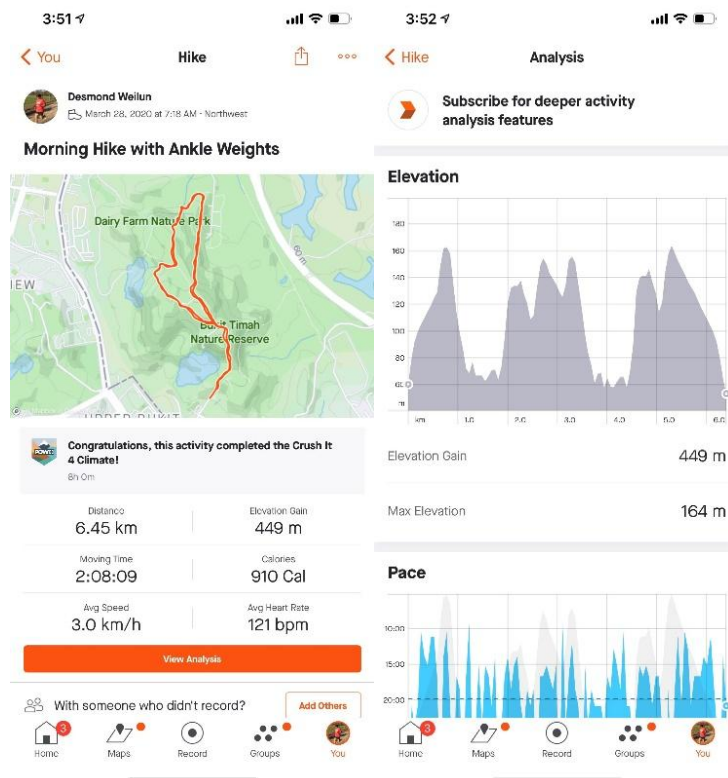 3:51
You
Hike
Desmond Weilun
March 28, 2020 at 7:18 AM - Northwest
Morning Hike with Ankle Weights
Dairy Farm Nature Park
60 m
Bukit Timah
Nature Reserve
UPPER BUKIT
Congratulations, this activity completed the Crush It
4 Climate!
8h 0m
Distance
Elevation Gain
6.45 km
449 m
Moving Time
Calories
2:08:09
910 Cal
Avg Speed
Avg Heart Rate
3.0 km/h
121 bpm
View Analysis
With someone who didn't record?
Add Others
3
Home
Maps
Record
Groups
You
3:52
Hike
Analysis
Subscribe for deeper activity
analysis features
Elevation
180
160
140
120
100
80
60
m
km
1.0
2.0
3.0
4.0
5.0
6.0
Elevation Gain
449 m
Max Elevation
164 m
Pace
10:00
15:00
20:00
3
Home
Maps
Record
Groups
You